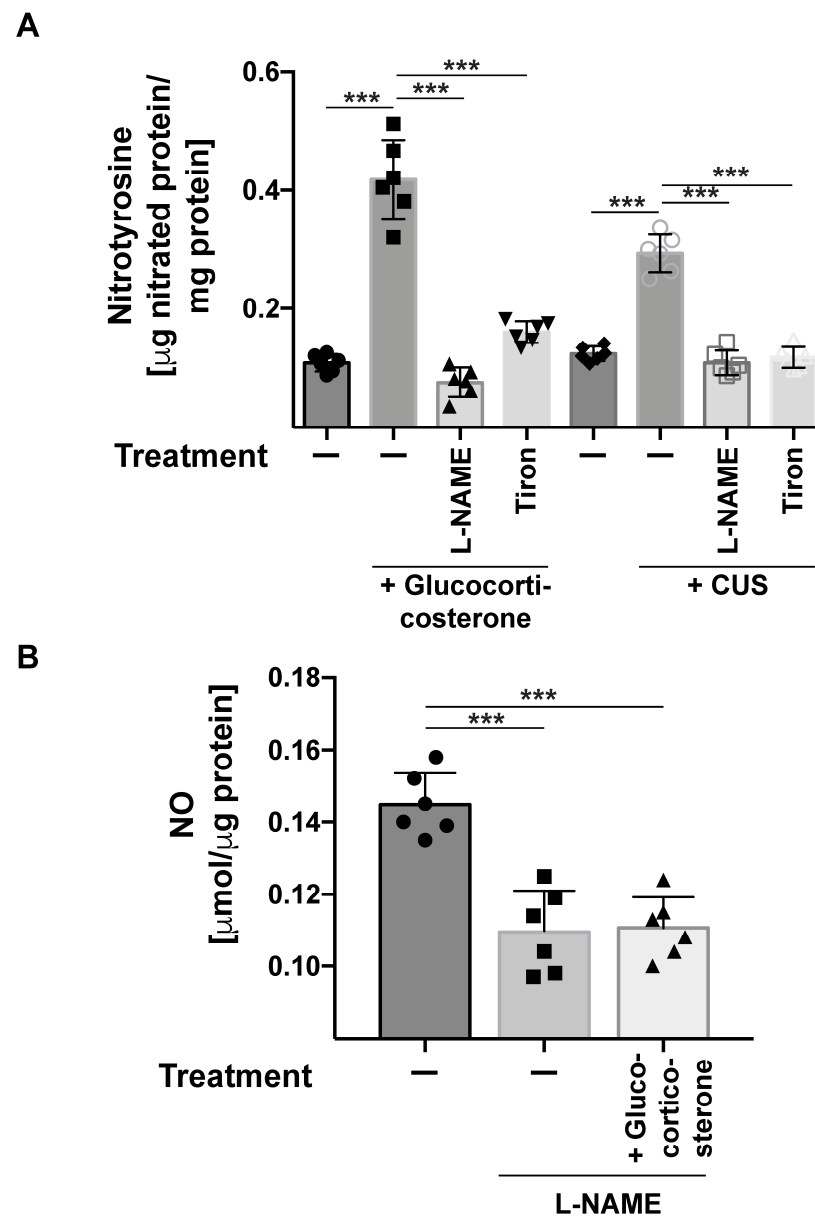 A
Nitrotyrosine
[µg nitrated protein/
mg protein]
0.6
0.4
0.2
***
***
***
***
***
***
Treatment
–
–
L-NAME
Tiron
–
–
L-NAME
Tiron
+ Glucocorti-
costerone
+ CUS
B
NO
[µmol/µg protein]
0.18
0.16
0.14
0.12
0.10
***
***
Treatment
–
–
+ Gluco-
cortico-
sterone
L-NAME